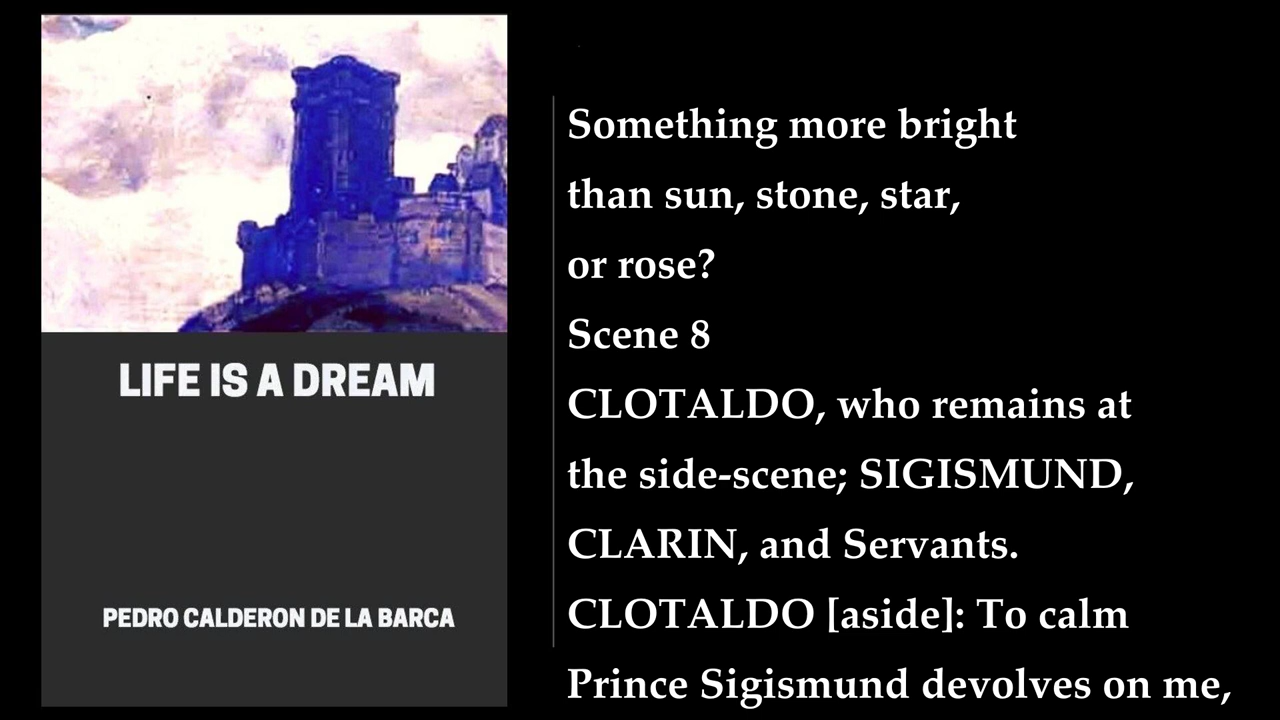 LIFE IS A DREAM
PEDRO CALDERON DE LA BARCA
Something more bright
than sun, stone, star,
or rose?
Scene 8
CLOTALDO, who remains at
the side-scene; SIGISMUND,
CLARIN, and Servants.
CLOTALDO [aside]: To calm
Prince Sigismund devolves on me,